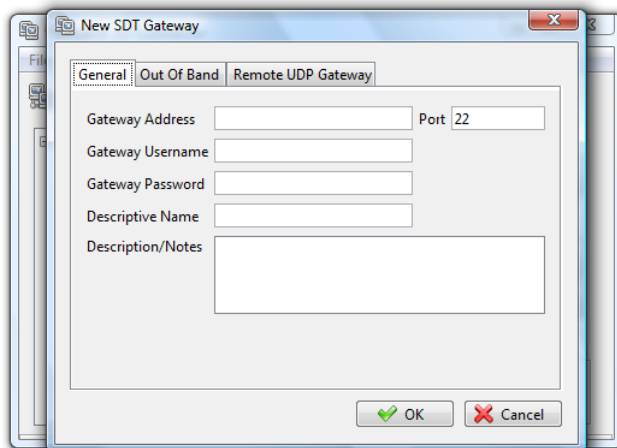 New SDT Gateway
File
General Out Of Band Remote UDP Gateway
Gateway Address Port 22
Gateway Username
Gateway Password
Descriptive Name
Description/Notes
OK Cancel